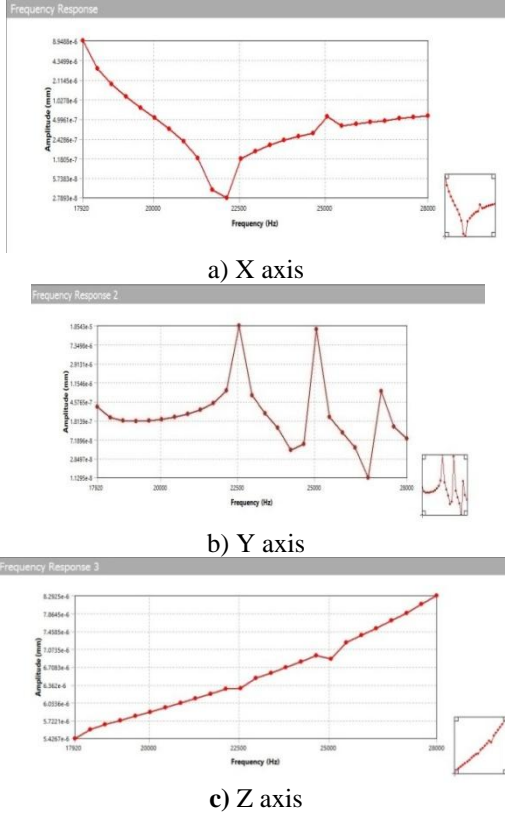 Frequency Response
8.9488e-6
4.3499e-6
2.1145e-6
1.0278e-6
4.9961e-7
2.4286e-7
1.1805e-7
5.7383e-8
2.7893e-8
Amplitude (mm)
17920 20000 22500 25000 28000
Frequency (Hz)
a) X axis
Frequency Response 2
1.8543e-5
7.3498e-6
2.9131e-6
1.1546e-6
4.5765e-7
1.8139e-7
7.1896e-8
2.8497e-8
1.1295e-8
Amplitude (mm)
17920 20000 22500 25000 28000
Frequency (Hz)
b) Y axis
Frequency Response 3
8.2925e-6
7.8645e-6
7.4585e-6
7.0735e-6
6.7083e-6
6.362e-6
6.0336e-6
5.7221e-6
5.4267e-6
Amplitude (mm)
17920 20000 22500 25000 28000
Frequency (Hz)
c) Z axis